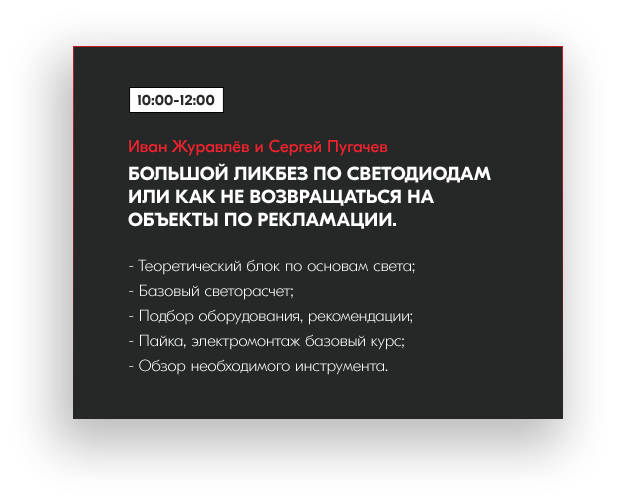 10:00-12:00
Иван Журавлёв и Сергей Пугачев
БОЛЬШОЙ ЛИКБЕЗ ПО СВЕТОДИОДАМ
ИЛИ КАК НЕ ВОЗВРАЩАТЬСЯ НА
ОБЪЕКТЫ ПО РЕКЛАМАЦИИ.
- Теоретический блок по основам света;
- Базовый светорасчет;
- Подбор оборудования, рекомендации;
- Пайка, электромонтаж базовый курс;
- Обзор необходимого инструмента.